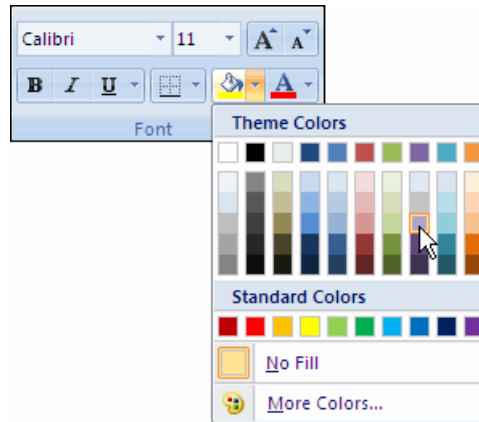 Calibri 11 A A
B I U A
Font
Theme Colors
Standard Colors
No Fill
More Colors...